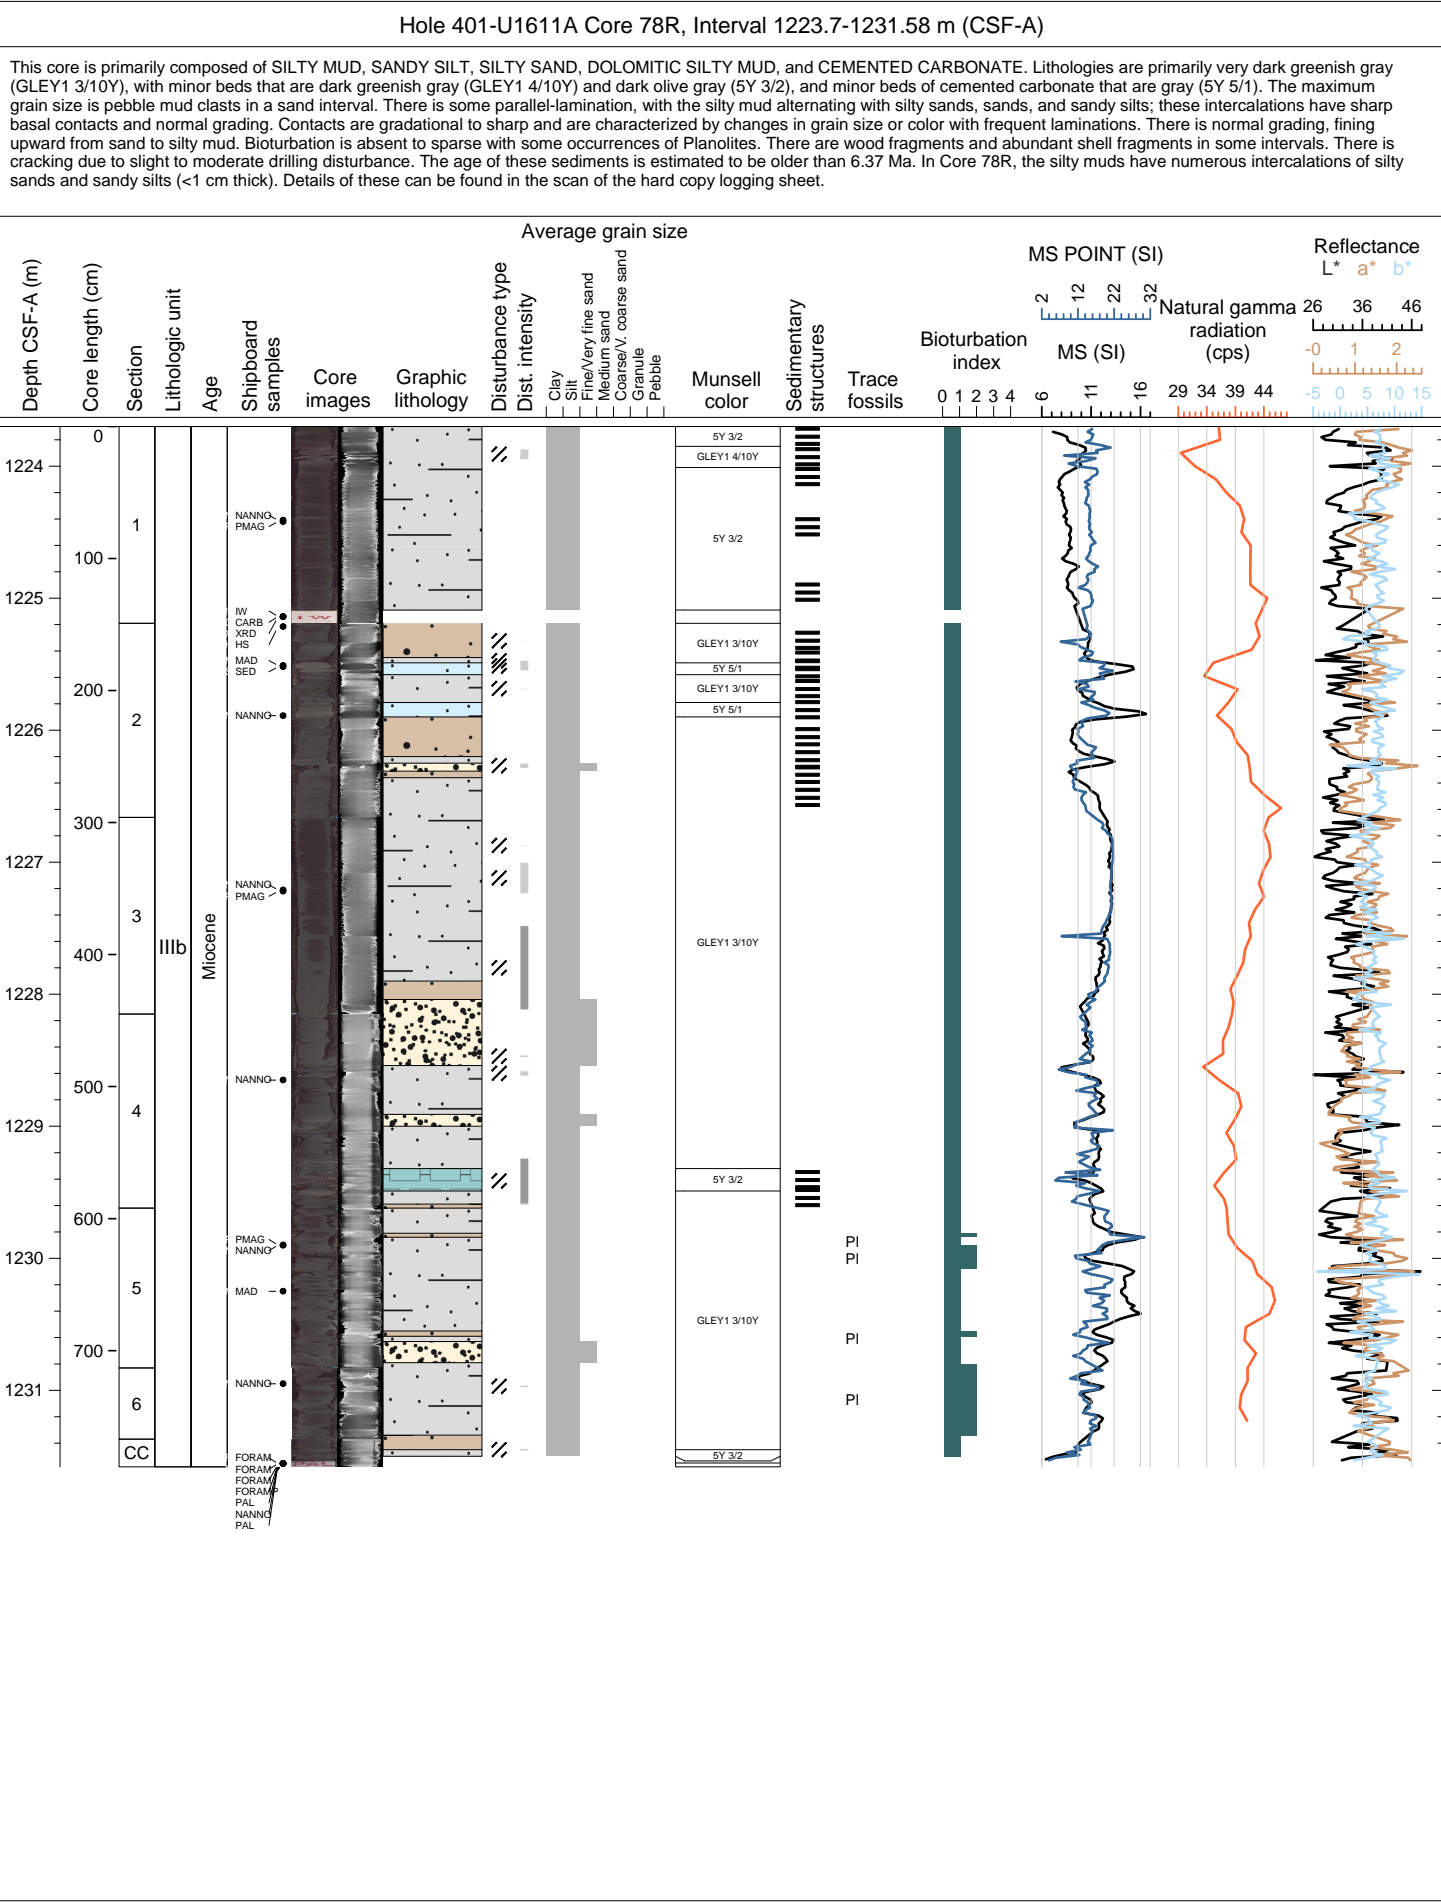 Hole 401-U1611A Core 78R, Interval 1223.7-1231.58 m (CSF-A)
This core is primarily composed of SILTY MUD, SANDY SILT, SILTY SAND, DOLOMITIC SILTY MUD, and CEMENTED CARBONATE. Lithologies are primarily very dark greenish gray
(GLEY1 3/10Y), with minor beds that are dark greenish gray (GLEY1 4/10Y) and dark olive gray (5Y 3/2), and minor beds of cemented carbonate that are gray (5Y 5/1). The maximum
grain size is pebble mud clasts in a sand interval. There is some parallel-lamination, with the silty mud alternating with silty sands, sands, and sandy silts; these intercalations have sharp
basal contacts and normal grading. Contacts are gradational to sharp and are characterized by changes in grain size or color with frequent laminations. There is normal grading, fining
upward from sand to silty mud. Bioturbation is absent to sparse with some occurrences of Planolites. There are wood fragments and abundant shell fragments in some intervals. There is
cracking due to slight to moderate drilling disturbance. The age of these sediments is estimated to be older than 6.37 Ma. In Core 78R, the silty muds have numerous intercalations of silty
sands and sandy silts (<1 cm thick). Details of these can be found in the scan of the hard copy logging sheet.
Depth CSF-A (m)
Core length (cm)
Section
Lithologic unit
Age
Shipboard
samples
Core
images
Graphic
lithology
Disturbance type
Dist. intensity
Average grain size
Clay
Silt
Fine/Very fine sand
Medium sand
Coarse/V. coarse sand
Granule
Pebble
Munsell
color
Sedimentary
structures
Trace
fossils
Bioturbation
index
0 1 2 3 4
MS POINT (SI)
2 12 22 32
MS (SI)
6 11 16
Natural gamma
radiation
(cps)
29 34 39 44
Reflectance
L* a* b*
26 36 46
-0 1 2
-5 0 5 10 15
1224
1225
1226
1227
1228
1229
1230
1231
0
100
200
300
400
500
600
700
1
2
3
4
5
6
CC
IIIb
Miocene
NANNO
PMAG
IW
CARB
XRD
HS
MAD
SED
NANNO
NANNO
PMAG
NANNO
PMAG
NANNO
MAD
NANNO
FORAM
FORAM
FORAM
FORAMP
PAL
NANNO
PAL
I W
PAL
5Y 3/2
GLEY1 4/10Y
5Y 3/2
GLEY1 3/10Y
5Y 5/1
GLEY1 3/10Y
5Y 5/1
GLEY1 3/10Y
5Y 3/2
GLEY1 3/10Y
5Y 3/2
Pl
Pl
Pl
Pl